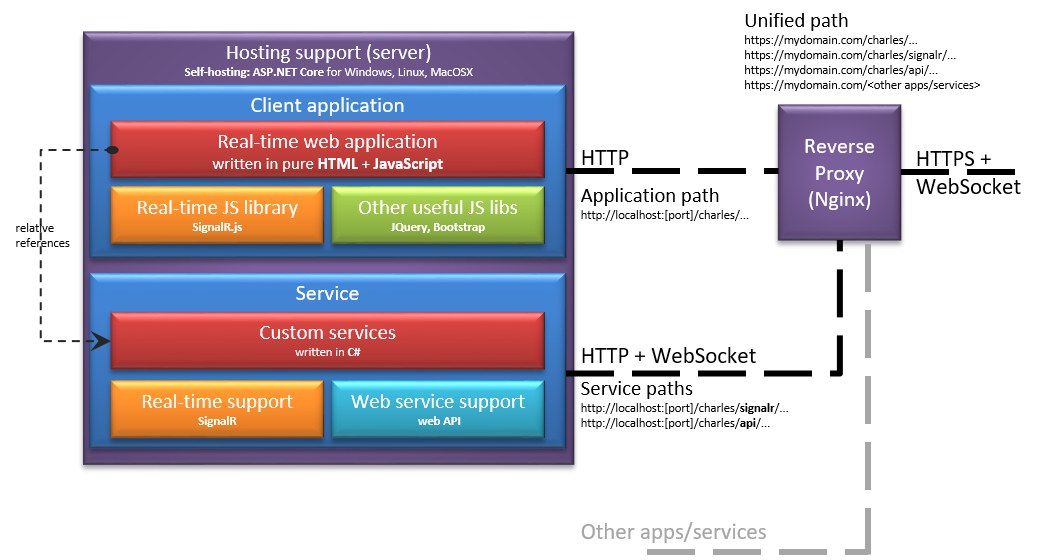 Unified path
https://mydomain.com/charles/...
https://mydomain.com/charles/signalr/...
https://mydomain.com/charles/api/...
https://mydomain.com/<other apps/services>
Hosting support (server)
Self-hosting: ASP.NET Core for Windows, Linux, MacOSX
Client application
Real-time web application
written in pure HTML + JavaScript
Real-time JS library
SignalR.js
Other useful JS libs
JQuery, Bootstrap
relative
references
Service
Custom services
written in C#
Real-time support
SignalR
Web service support
web API
HTTP
Application path
http://localhost:[port]/charles/...
Reverse
Proxy
(Nginx)
HTTPS +
WebSocket
HTTP + WebSocket
Service paths
http://localhost:[port]/charles/signalr/...
http://localhost:[port]/charles/api/...
Other apps/services